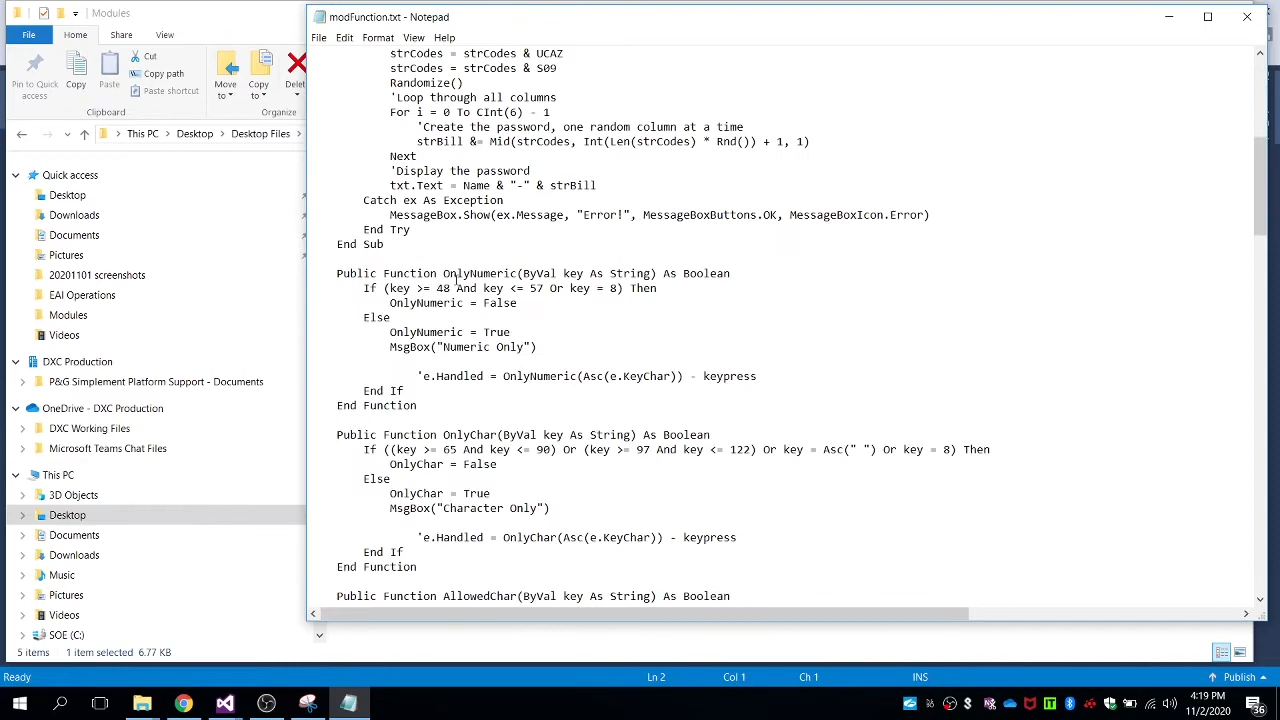 Modules
modFunction.txt - Notepad
File
Home
Share
View
File Edit Format View Help
Pin to Quick access
Copy
Paste
Cut
Copy path
Paste shortcut
Move to
Copy To
Delet
Clipboard
Organize
This PC > Desktop > Desktop Files >
Quick access
Desktop
Downloads
Documents
Pictures
20201101 screenshots
EAI Operations
Modules
Videos
DXC Production
P&G Simplement Platform Support - Documents
OneDrive - DXC Production
DXC Working Files
Microsoft Teams Chat Files
This PC
3D Objects
Desktop
Documents
Downloads
Music
Pictures
Videos
SOE (C:)
5 items 1 item selected 6.77 KB
strCodes = strCodes & UCAZ
strCodes = strCodes & S09
Randomize()
'Loop through all columns
For i = 0 To CInt(6) - 1
'Create the password, one random column at a time
strBill &= Mid(strCodes, Int(Len(strCodes) * Rnd()) + 1, 1)
Next
'Display the password
txt.Text = Name & "-" & strBill
Catch ex As Exception
MessageBox.Show(ex.Message, "Error!", MessageBoxButtons.OK, MessageBoxIcon.Error)
End Try
End Sub
Public Function OnlyNumeric(ByVal key As String) As Boolean
If (key >= 48 And key <= 57 Or key = 8) Then
OnlyNumeric = False
Else
OnlyNumeric = True
MsgBox("Numeric Only")
'e.Handled = OnlyNumeric(Asc(e.KeyChar)) - keypress
End If
End Function
Public Function OnlyChar(ByVal key As String) As Boolean
If ((key >= 65 And key <= 90) Or (key >= 97 And key <= 122) Or key = Asc(" ") Or key = 8) Then
OnlyChar = False
Else
OnlyChar = True
MsgBox("Character Only")
'e.Handled = OnlyChar(Asc(e.KeyChar)) - keypress
End If
End Function
Public Function AllowedChar(ByVal key As String) As Boolean
Ready
Ln 2
Col 1
Ch 1
INS
Publish
4:19 PM
11/2/2020
36